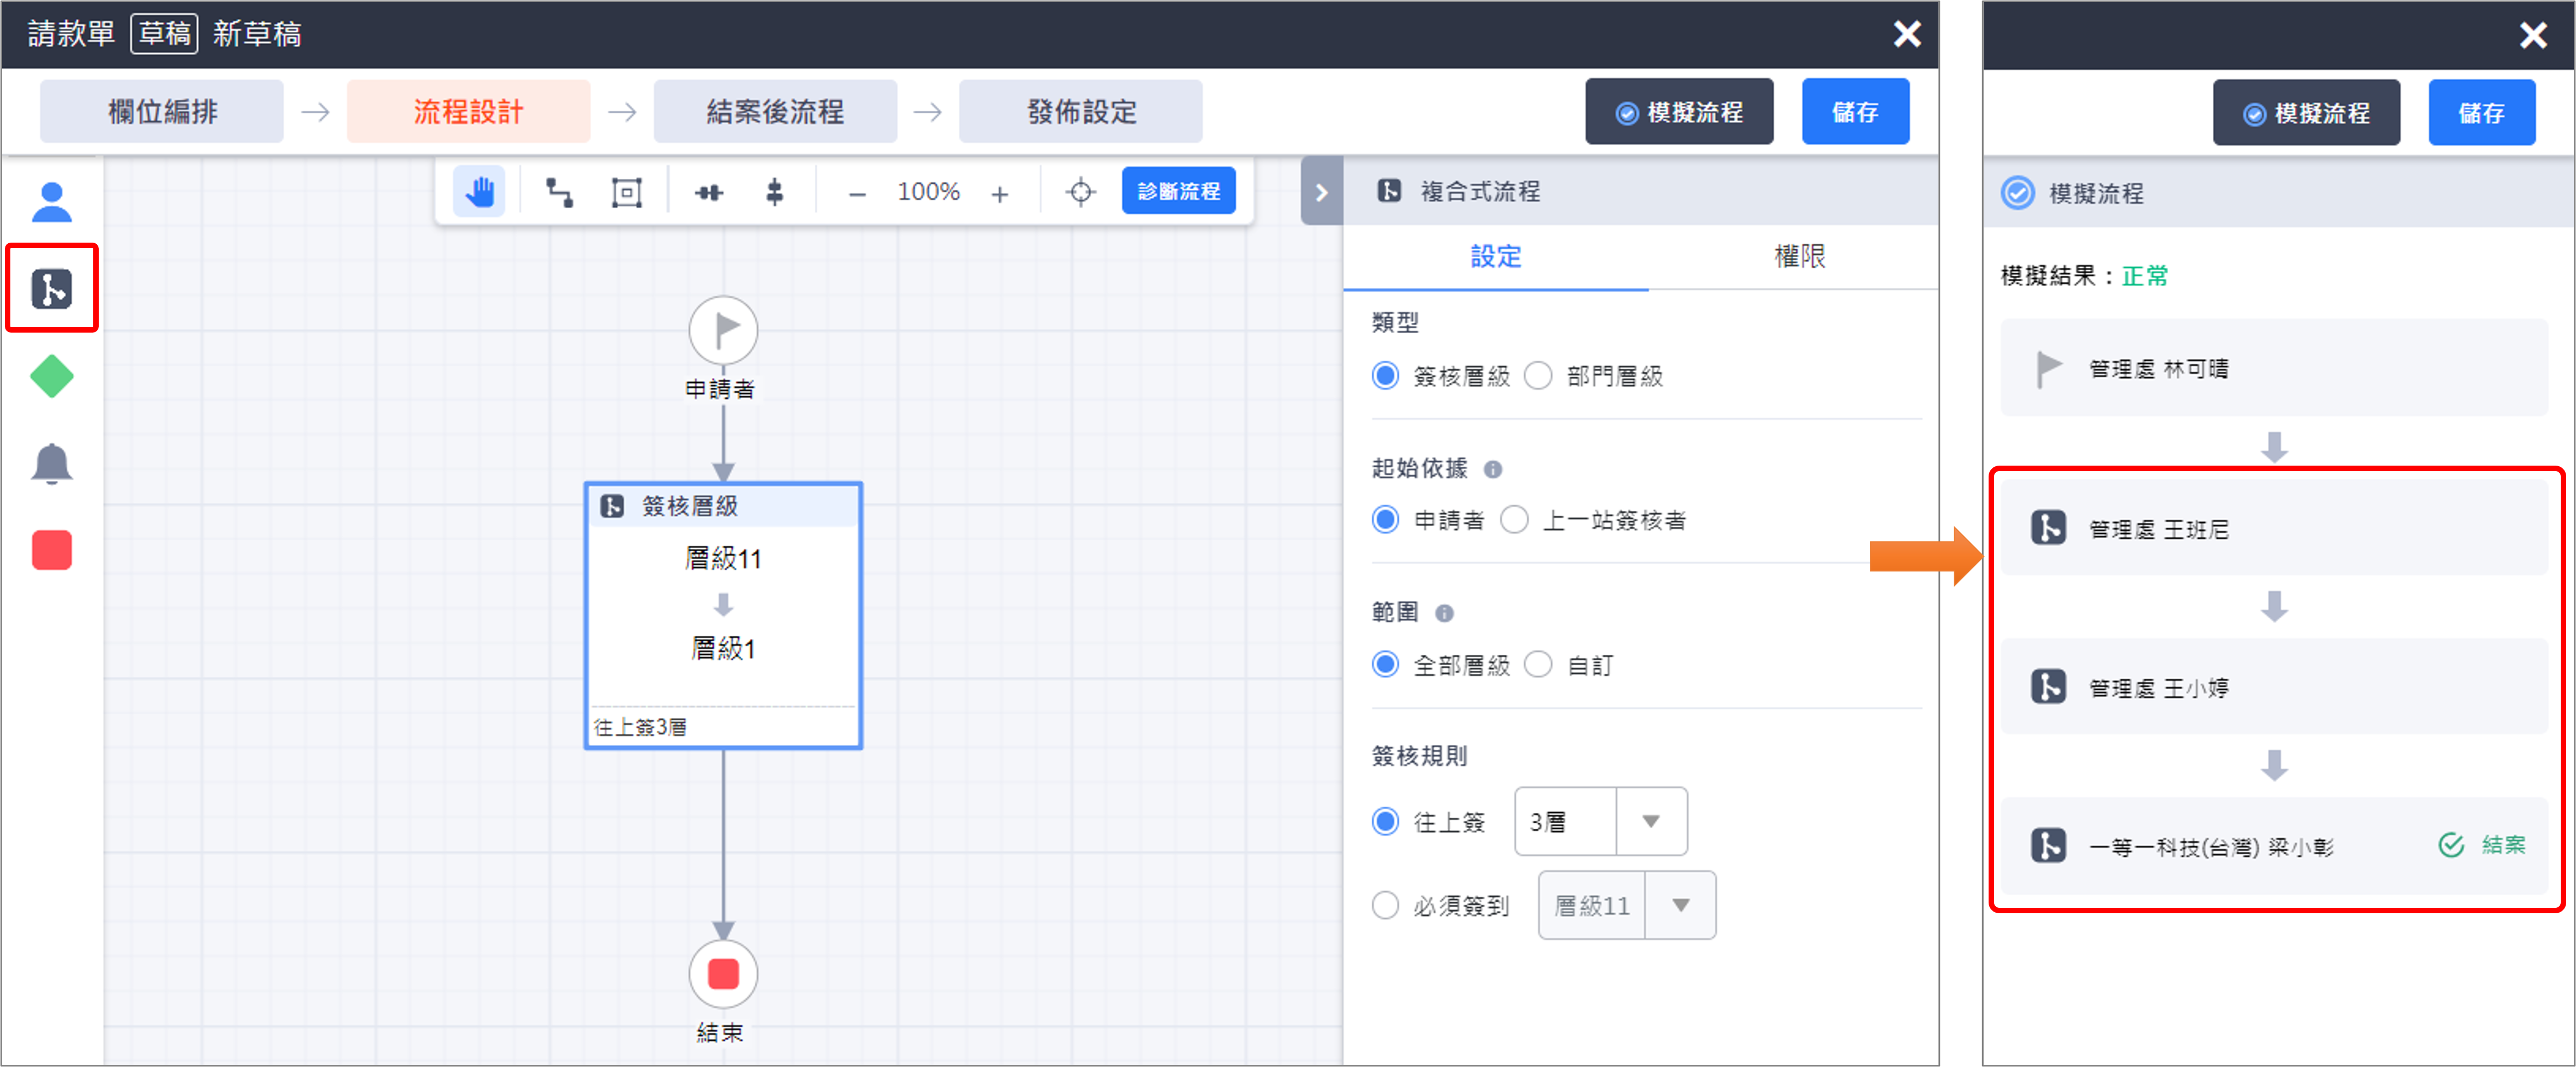 請款單 草稿 新草稿
欄位編排 流程設計 結案後流程 發佈設定 模擬流程 儲存
100% 診斷流程
申請者
簽核層級
層級11
層級1
往上簽3層
結束
複合式流程
設定 權限
類型
簽核層級 部門層級
起始依據
申請者 上一站簽核者
範圍
全部層級 自訂
簽核規則
往上簽 3層
必須簽到 層級11
模擬流程 儲存
模擬流程
模擬結果：正常
管理處 林可晴
管理處 王班尼
管理處 王小婷
一等一科技(台灣) 梁小彰 結案